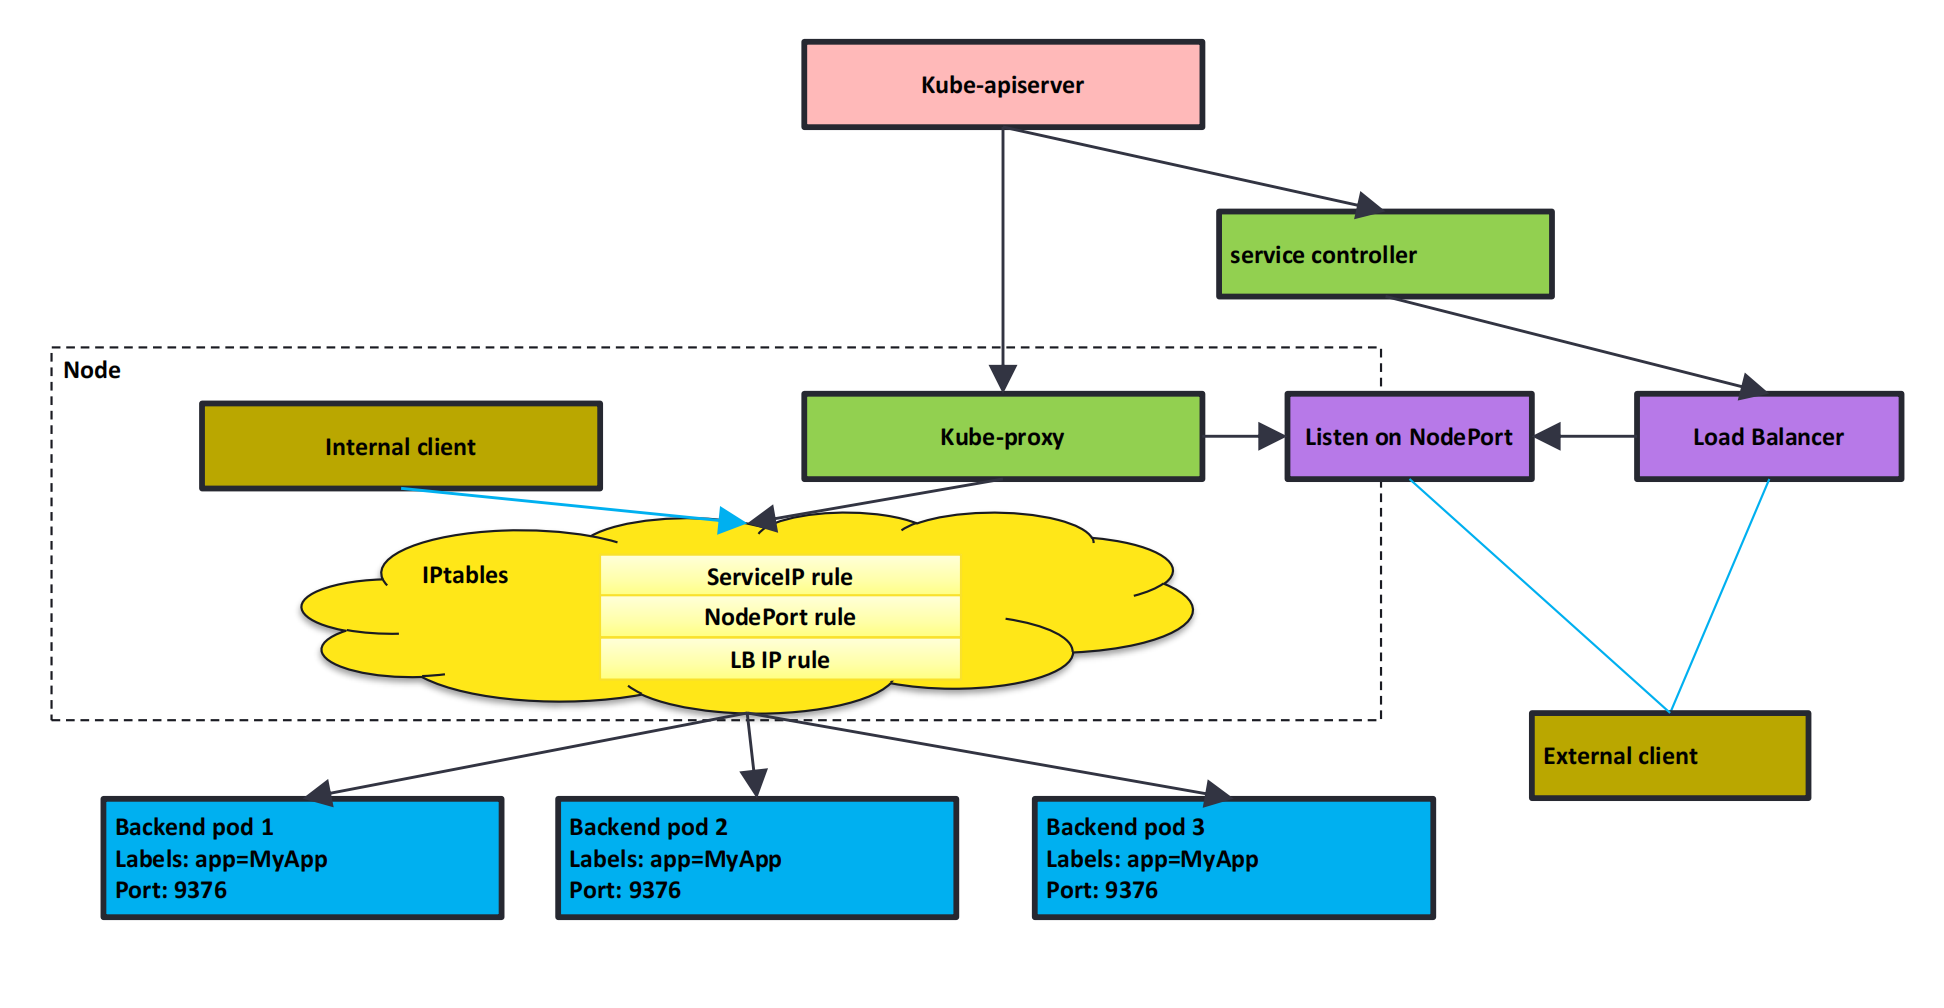 Kube-apiserver
service controller
Node
Internal client
Kube-proxy
Listen on NodePort
Load Balancer
IPtables
ServiceIP rule
NodePort rule
LB IP rule
External client
Backend pod 1
Labels: app=MyApp
Port: 9376
Backend pod 2
Labels: app=MyApp
Port: 9376
Backend pod 3
Labels: app=MyApp
Port: 9376